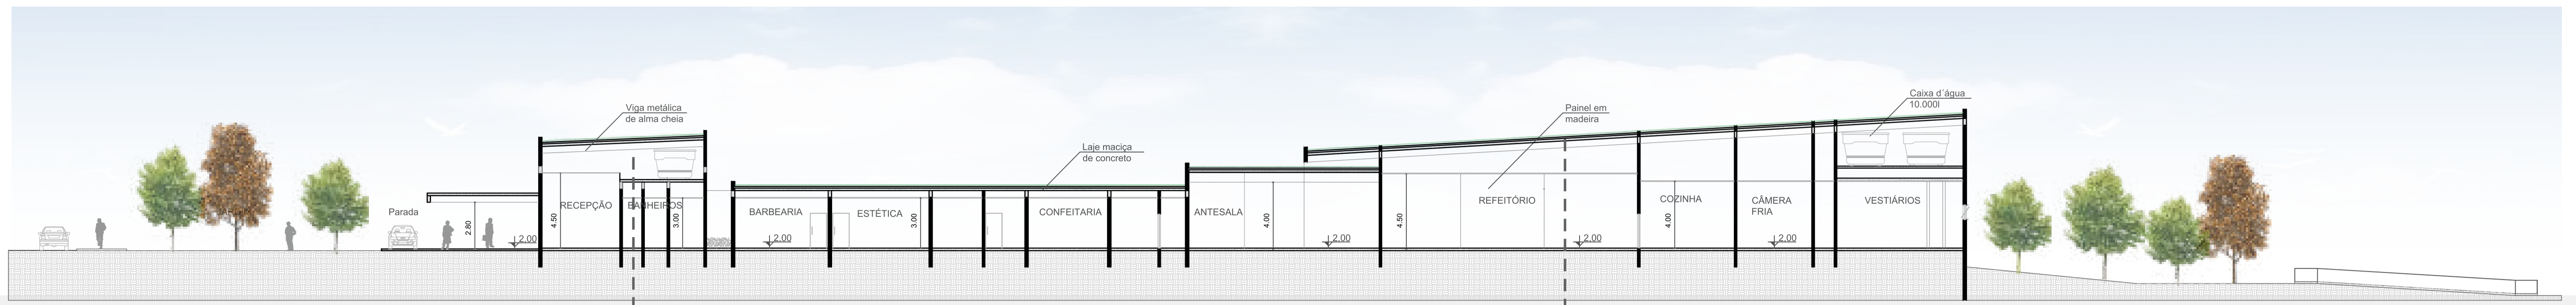 Viga metálica
de alma cheia
Laje maciça
de concreto
Painel em
madeira
Caixa d´água
10.000l
Parada
2.80
2.00
4.50
RECEPÇÃO
BANHEIROS
3.00
BARBEARIA
2.00
ESTÉTICA
3.00
CONFEITARIA
ANTESALA
4.00
2.00
4.50
REFEITÓRIO
2.00
COZINHA
4.00
CÂMERA
FRIA
2.00
VESTIÁRIOS